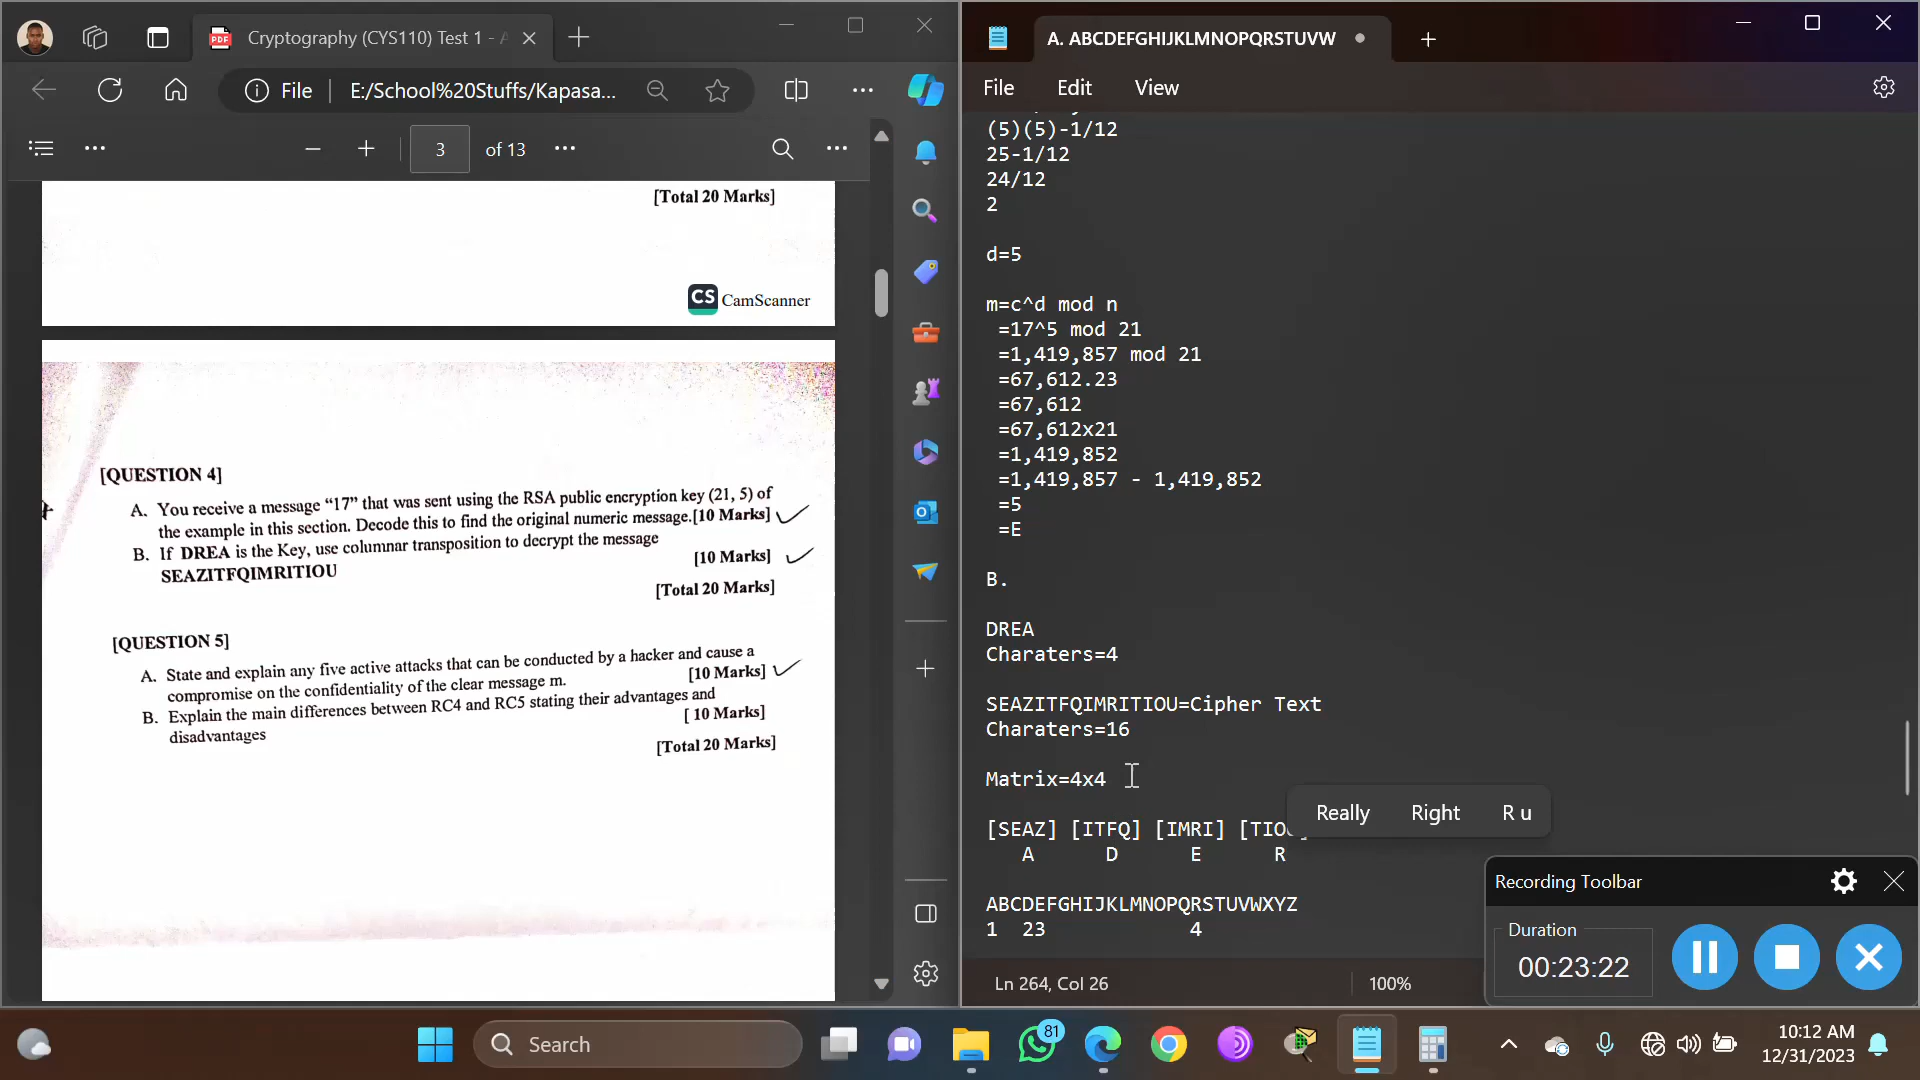 Cryptography (CYS110) Test 1 - A
File
E:/School%20Stuffs/Kapasa...
3
of 13
[Total 20 Marks]
CS CamScanner
[QUESTION 4]
A. You receive a message “17” that was sent using the RSA public encryption key (21, 5) of
the example in this section. Decode this to find the original numeric message.[10 Marks]
B. If DREA is the Key, use columnar transposition to decrypt the message
[10 Marks]
SEAZITFQIMRITIOU
[Total 20 Marks]
[QUESTION 5]
A. State and explain any five active attacks that can be conducted by a hacker and cause a
compromise on the confidentiality of the clear message m.
[10 Marks]
B. Explain the main differences between RC4 and RC5 stating their advantages and
disadvantages
[ 10 Marks]
[Total 20 Marks]
A. ABCDEFGHIJKLMNOPQRSTUVW
File Edit View
(5)(5)-1/12
25-1/12
24/12
2
d=5
m=c^d mod n
=17^5 mod 21
=1,419,857 mod 21
=67,612.23
=67,612
=67,612x21
=1,419,852
=1,419,857 - 1,419,852
=5
=E
B.
DREA
Charaters=4
SEAZITFQIMRITIOU=Cipher Text
Charaters=16
Matrix=4x4
Really Right R u
[SEAZ] [ITFQ] [IMRI] [TIOU]
A D E R
ABCDEFGHIJKLMNOPQRSTUVWXYZ
1 23 4
Ln 264, Col 26
100%
Recording Toolbar
Duration
00:23:22
Search
81
10:12 AM
12/31/2023